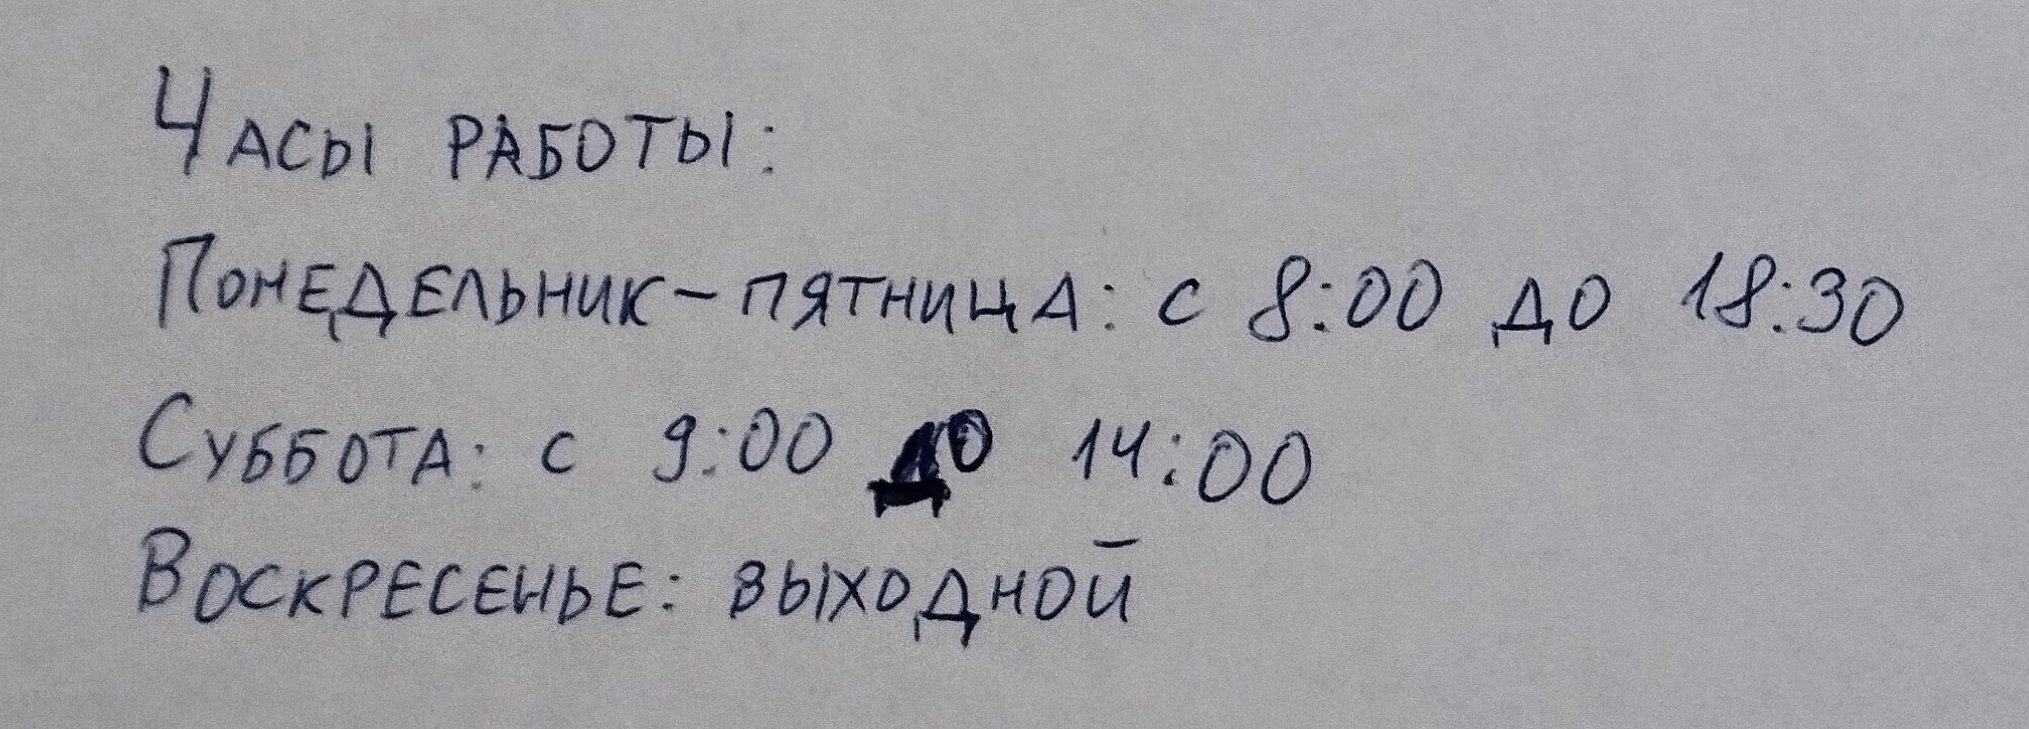 Часы работы:
Понедельник-пятница: с 8:00 до 18:30
Суббота: с 9:00 до 14:00
Воскресенье: выходной